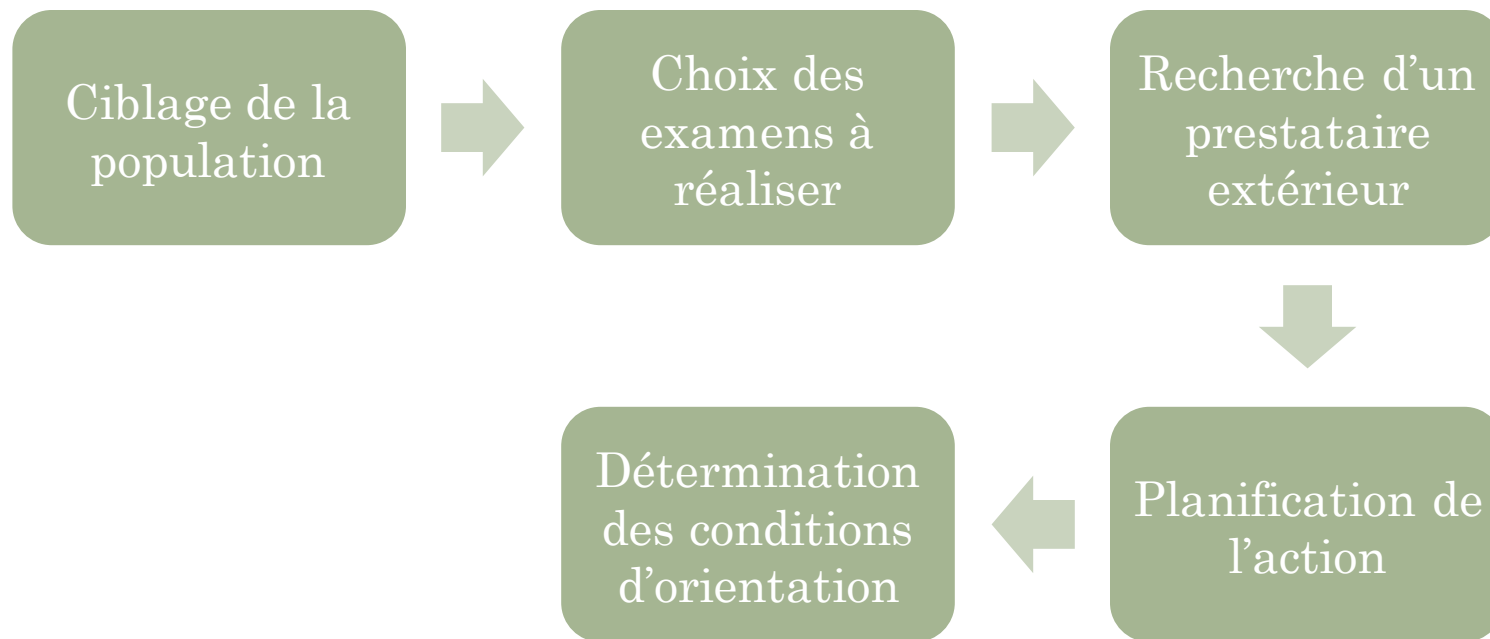 Ciblage de la
population
Choix des
examens à
réaliser
Recherche d’un
prestataire
extérieur
Planification de
l’action
Détermination
des conditions
d’orientation